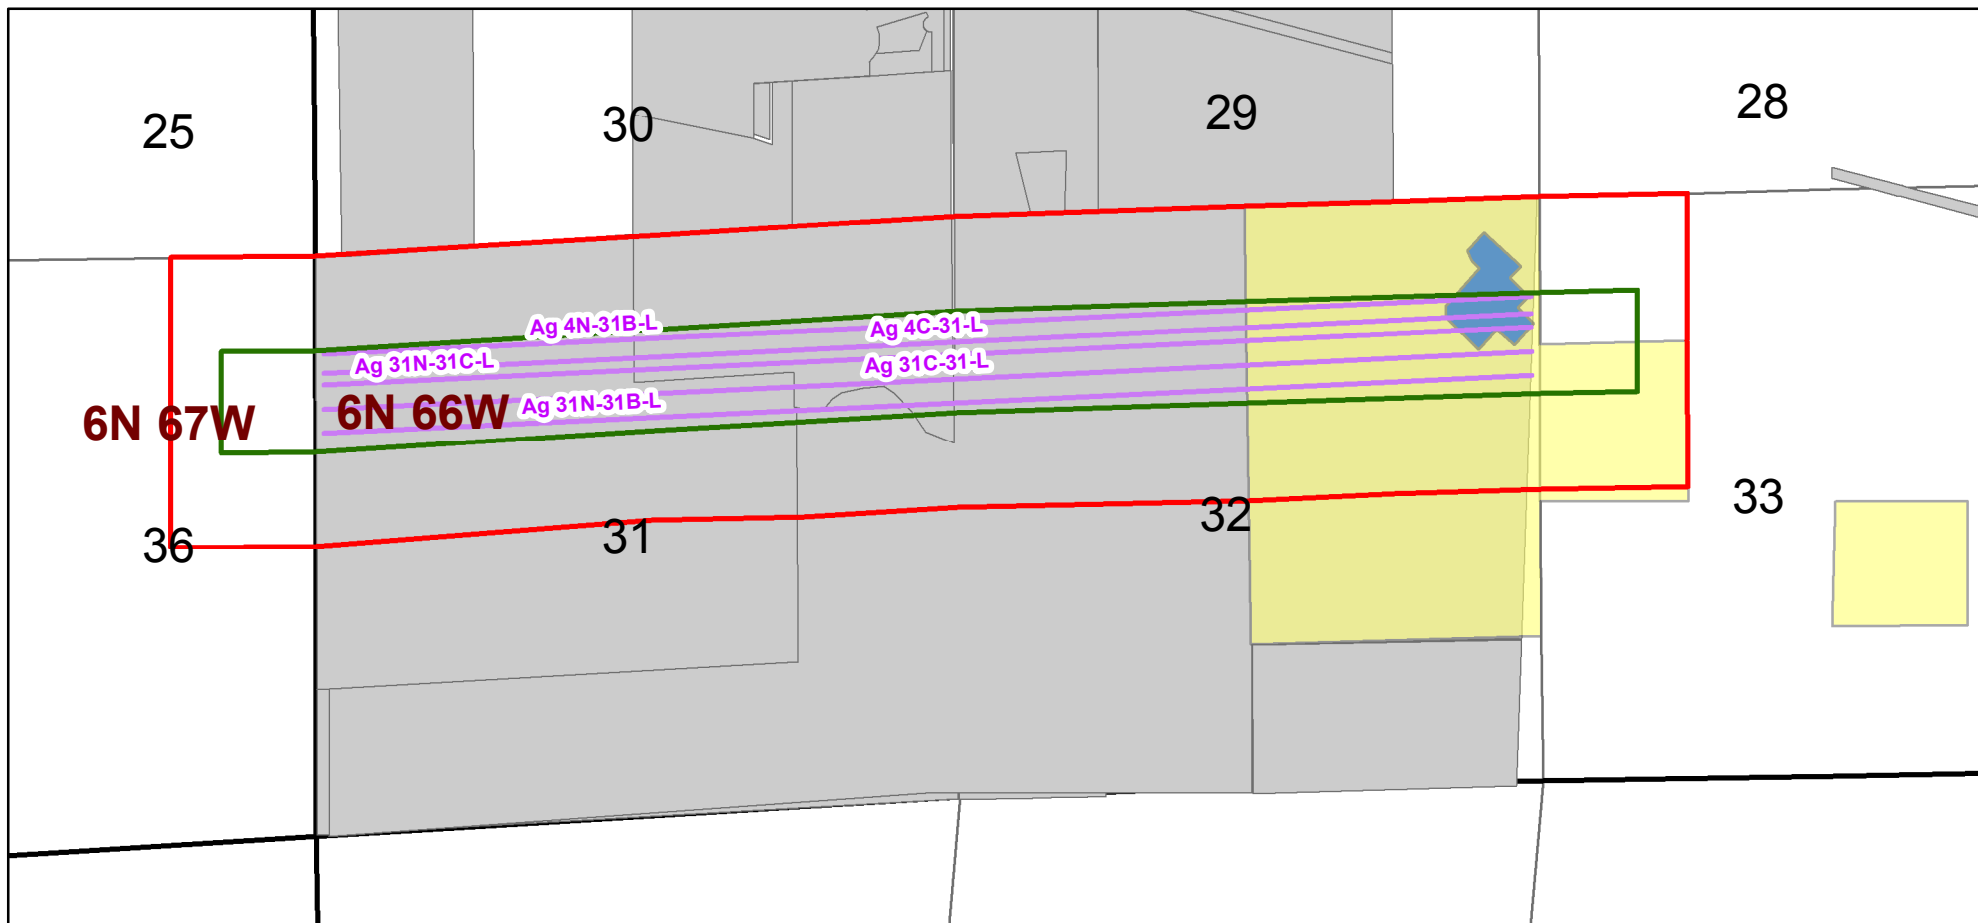 25
30
29
28
Ag 4N-31B-L
Ag 4C-31-L
Ag 31N-31C-L
Ag 31C-31-L
Ag 31N-31B-L
6N 67W
6N 66W
36
31
32
33